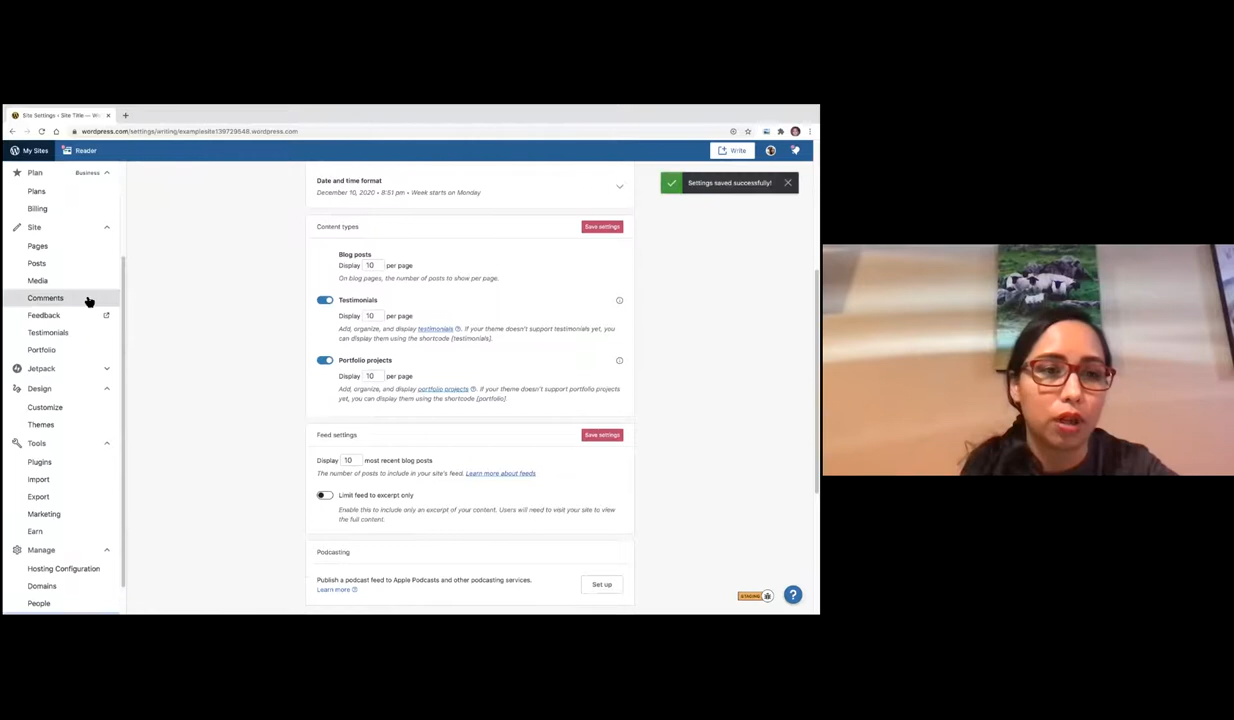 Site Settings › Site Title — Wo
wordpress.com/settings/writing/examplesite139729648.wordpress.com
My Sites
Reader
Write
Plan
Business
Plans
Billing
Site
Pages
Posts
Media
Comments
Feedback
Testimonials
Portfolio
Jetpack
Design
Customize
Themes
Tools
Plugins
Import
Export
Marketing
Earn
Manage
Hosting Configuration
Domains
People
Date and time format
December 10, 2020 • 8:51 pm • Week starts on Monday
Settings saved successfully!
Content types
Save settings
Blog posts
Display 10 per page
On blog pages, the number of posts to show per page.
Testimonials
Display 10 per page
Add, organize, and display testimonials. If your theme doesn't support testimonials yet, you
can display them using the shortcode [testimonials].
Portfolio projects
Display 10 per page
Add, organize, and display portfolio projects. If your theme doesn't support portfolio projects
yet, you can display them using the shortcode [portfolio]
Feed settings
Save settings
Display 10 most recent blog posts
The number of posts to include in your site's feed. Learn more about feeds
Limit feed to excerpt only
Enable this to include only an excerpt of your content. Users will need to visit your site to view
the full content.
Podcasting
Publish a podcast feed to Apple Podcasts and other podcasting services.
Learn more
Set up
STAGING
?